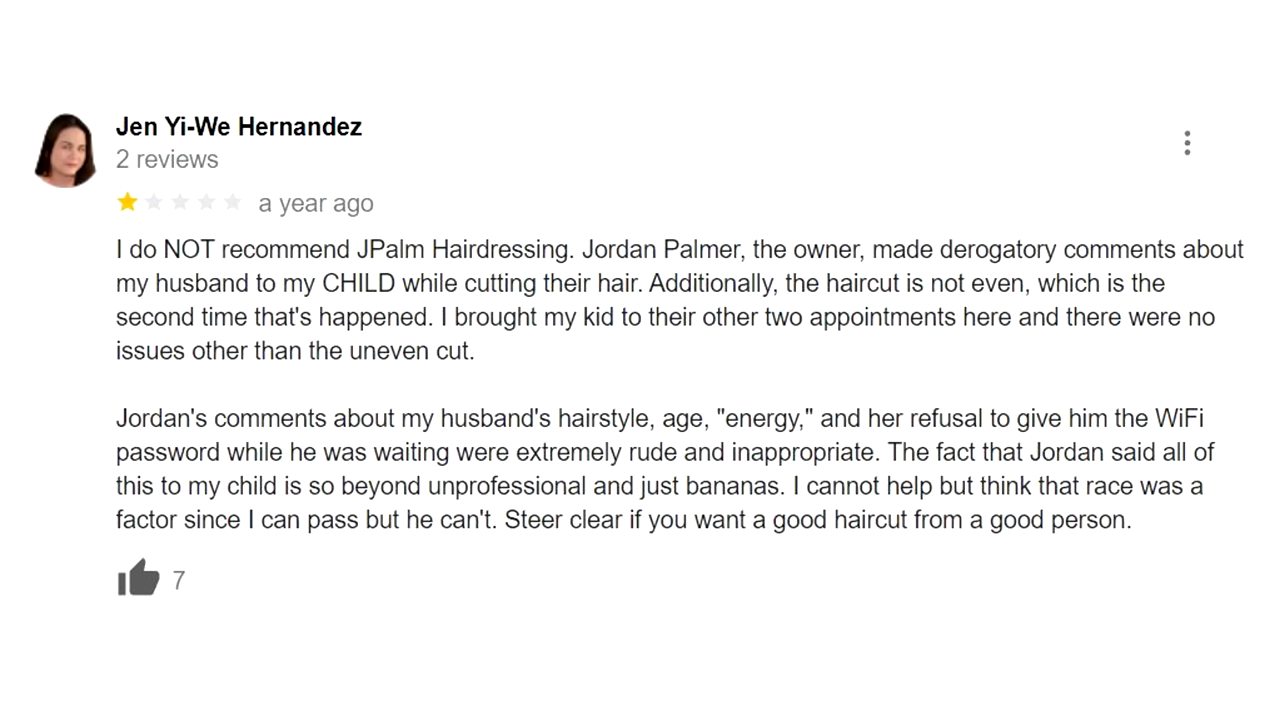 Jen Yi-We Hernandez
2 reviews
a year ago
I do NOT recommend JPalm Hairdressing. Jordan Palmer, the owner, made derogatory comments about
my husband to my CHILD while cutting their hair. Additionally, the haircut is not even, which is the
second time that's happened. I brought my kid to their other two appointments here and there were no
issues other than the uneven cut.
Jordan's comments about my husband's hairstyle, age, "energy," and her refusal to give him the WiFi
password while he was waiting were extremely rude and inappropriate. The fact that Jordan said all of
this to my child is so beyond unprofessional and just bananas. I cannot help but think that race was a
factor since I can pass but he can't. Steer clear if you want a good haircut from a good person.
7